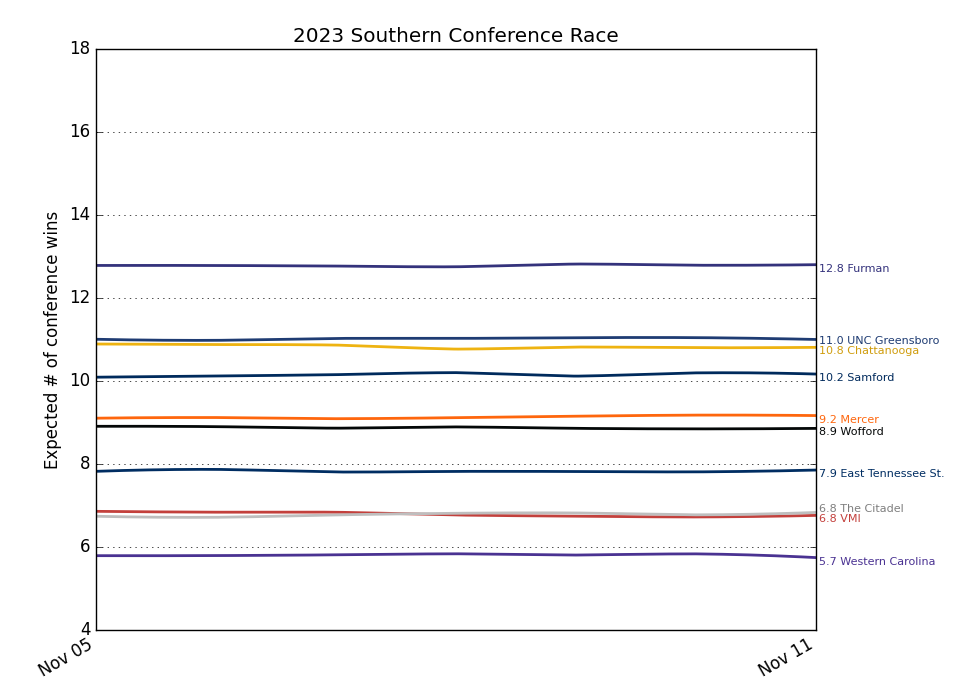 2023 Southern Conference Race
Expected # of conference wins
18
16
14
12
10
8
6
4
Nov 05
Nov 11
12.8 Furman
11.0 UNC Greensboro
10.8 Chattanooga
10.2 Samford
9.2 Mercer
8.9 Wofford
7.9 East Tennessee St.
6.8 The Citadel
6.8 VMI
5.7 Western Carolina